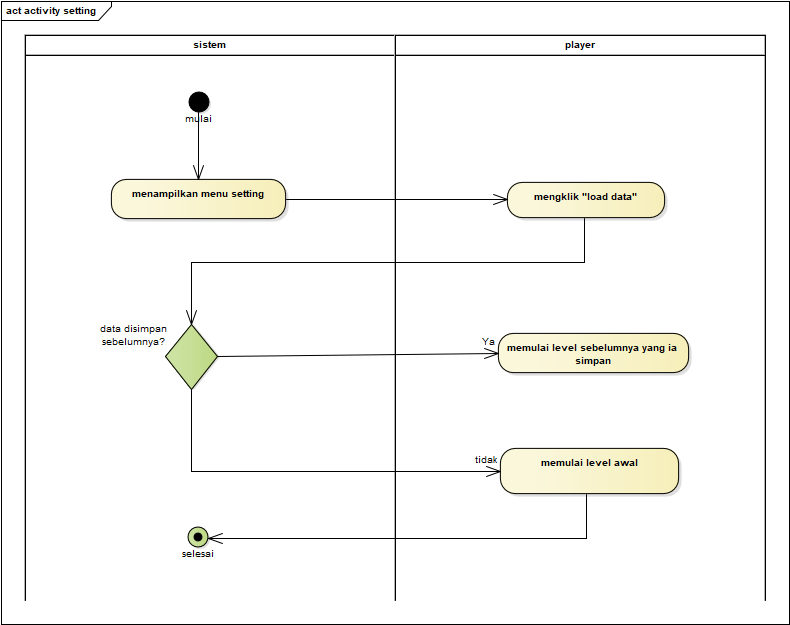 act activity setting
sistem
player
mulai
menampilkan menu setting
mengklik "load data"
data disimpan
sebelumnya?
Ya
memulai level sebelumnya yang ia
simpan
tidak
memulai level awal
selesai